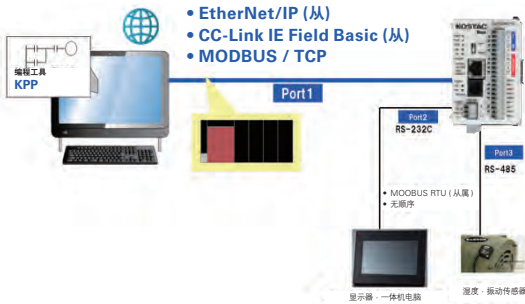 • EtherNet/IP (从)
• CC-Link IE Field Basic (从)
• MODBUS / TCP
编程工具
KPP
KOSTAC
Port1
Port2
RS-232C
Port3
RS-485
• MOOBUS RTU (从属)
• 无顺序
显示器 · 一体机电脑
湿度 · 振动传感器